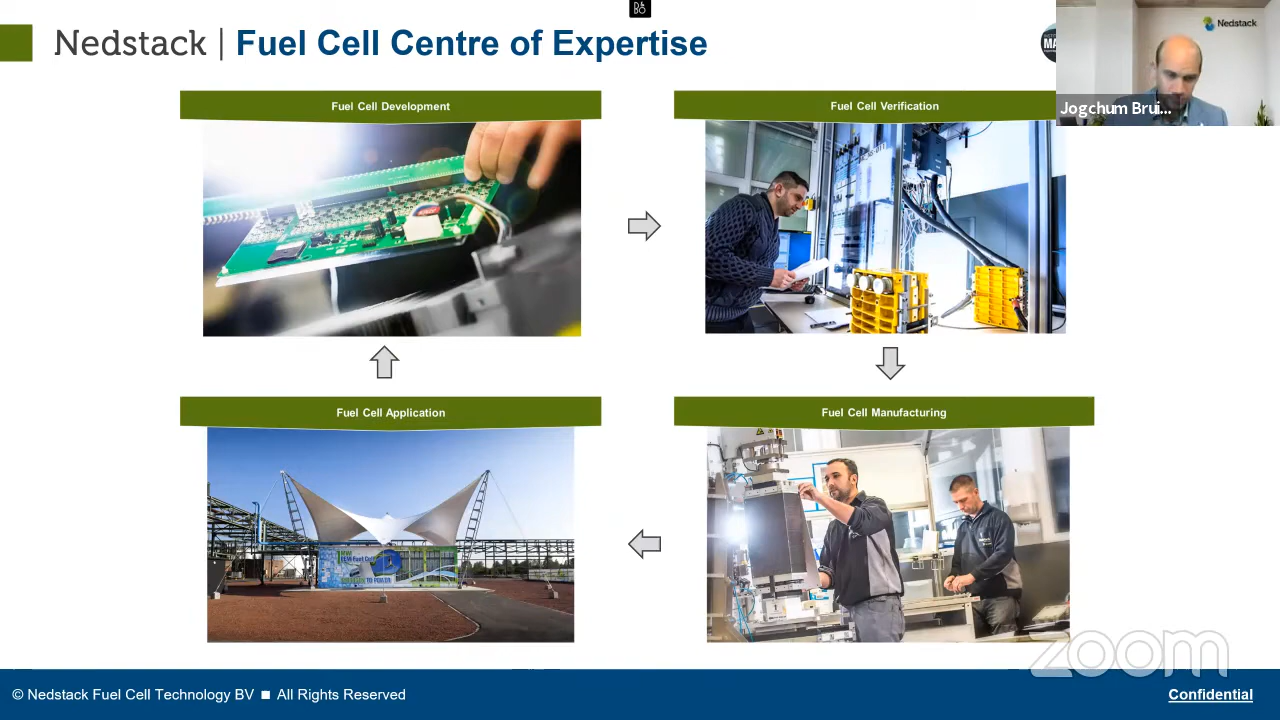 Nedstack | Fuel Cell Centre of Expertise
Nedstack
Jogchum Brui...
Fuel Cell Development
Fuel Cell Verification
Fuel Cell Application
Fuel Cell Manufacturing
1MW
zoom
© Nedstack Fuel Cell Technology BV ■ All Rights Reserved
Confidential